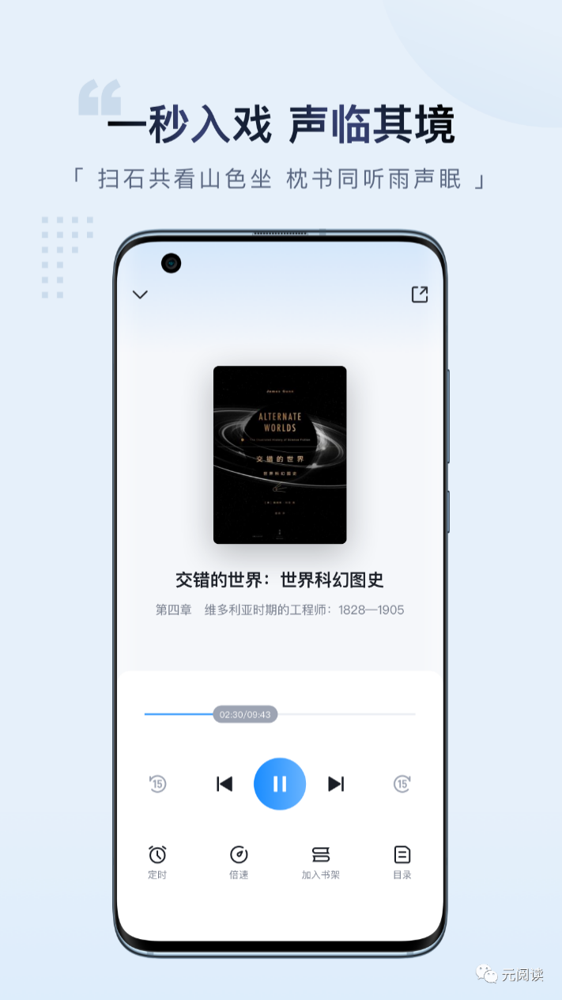 一秒入戏 声临其境
「 扫石共看山色坐 枕书同听雨声眠 」
James Gunn
ALTERNATE
WORLDS
The Illustrated History of Science Fiction
交错的世界
世界科幻图史
交错的世界：世界科幻图史
第四章 维多利亚时期的工程师：1828—1905
02:30/09:43
15 15
定时 倍速 加入书架 目录
元阅读